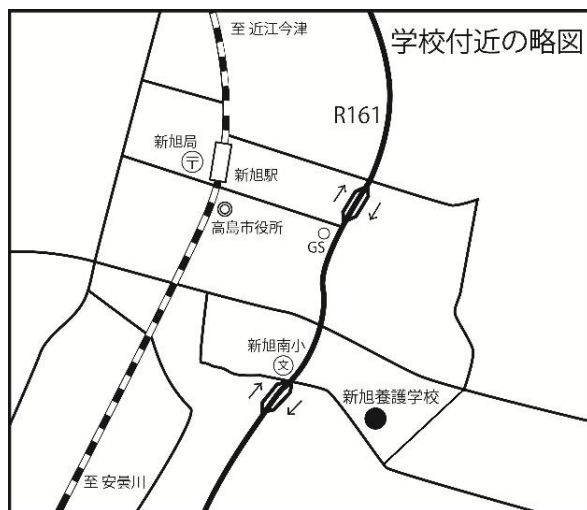 至 近江今津
学校付近の略図
R161
新旭局
〒
新旭駅
高島市役所
GS
新旭南小
文
新旭養護学校
至 安曇川